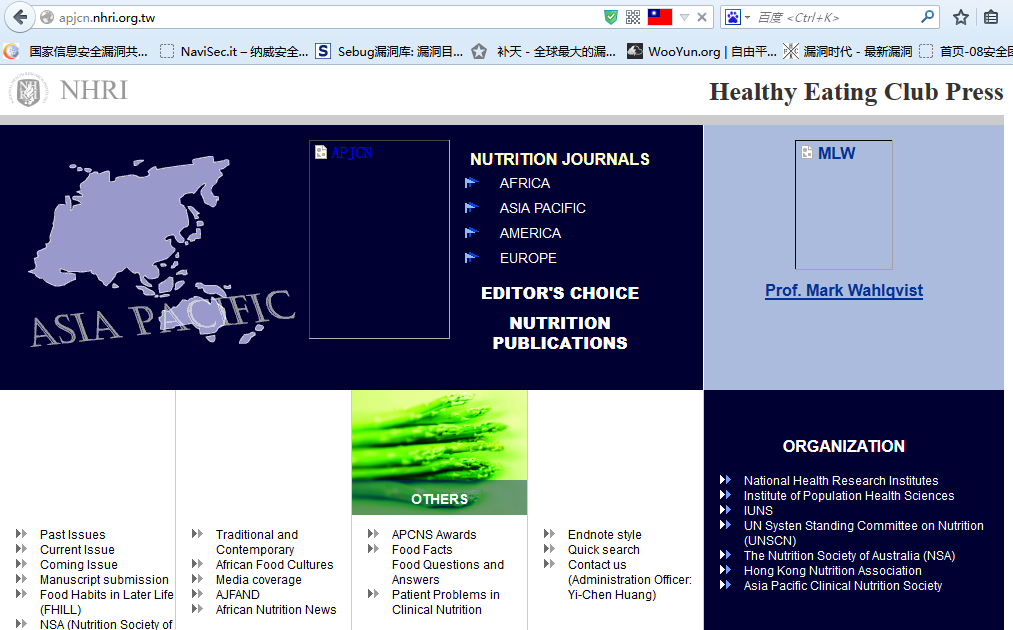 apjcn.nhri.org.tw
百度 <Ctrl+K>
国家信息安全漏洞共...
NaviSec.it – 纳威安全...
Sebug漏洞库: 漏洞目...
补天 - 全球最大的漏...
WooYun.org | 自由平...
漏洞时代 - 最新漏洞
首页-08安全团
NHRI
Healthy Eating Club Press
ASIA PACIFIC
APJCN
NUTRITION JOURNALS
AFRICA
ASIA PACIFIC
AMERICA
EUROPE
EDITOR'S CHOICE
NUTRITION
PUBLICATIONS
MLW
Prof. Mark Wahlqvist
Past Issues
Current Issue
Coming Issue
Manuscript submission
Food Habits in Later Life
(FHILL)
NSA (Nutrition Society of
Traditional and
Contemporary
African Food Cultures
Media coverage
AJFAND
African Nutrition News
OTHERS
APCNS Awards
Food Facts
Food Questions and
Answers
Patient Problems in
Clinical Nutrition
Endnote style
Quick search
Contact us
(Administration Officer:
Yi-Chen Huang)
ORGANIZATION
National Health Research Institutes
Institute of Population Health Sciences
IUNS
UN Systen Standing Committee on Nutrition
(UNSCN)
The Nutrition Society of Australia (NSA)
Hong Kong Nutrition Association
Asia Pacific Clinical Nutrition Society